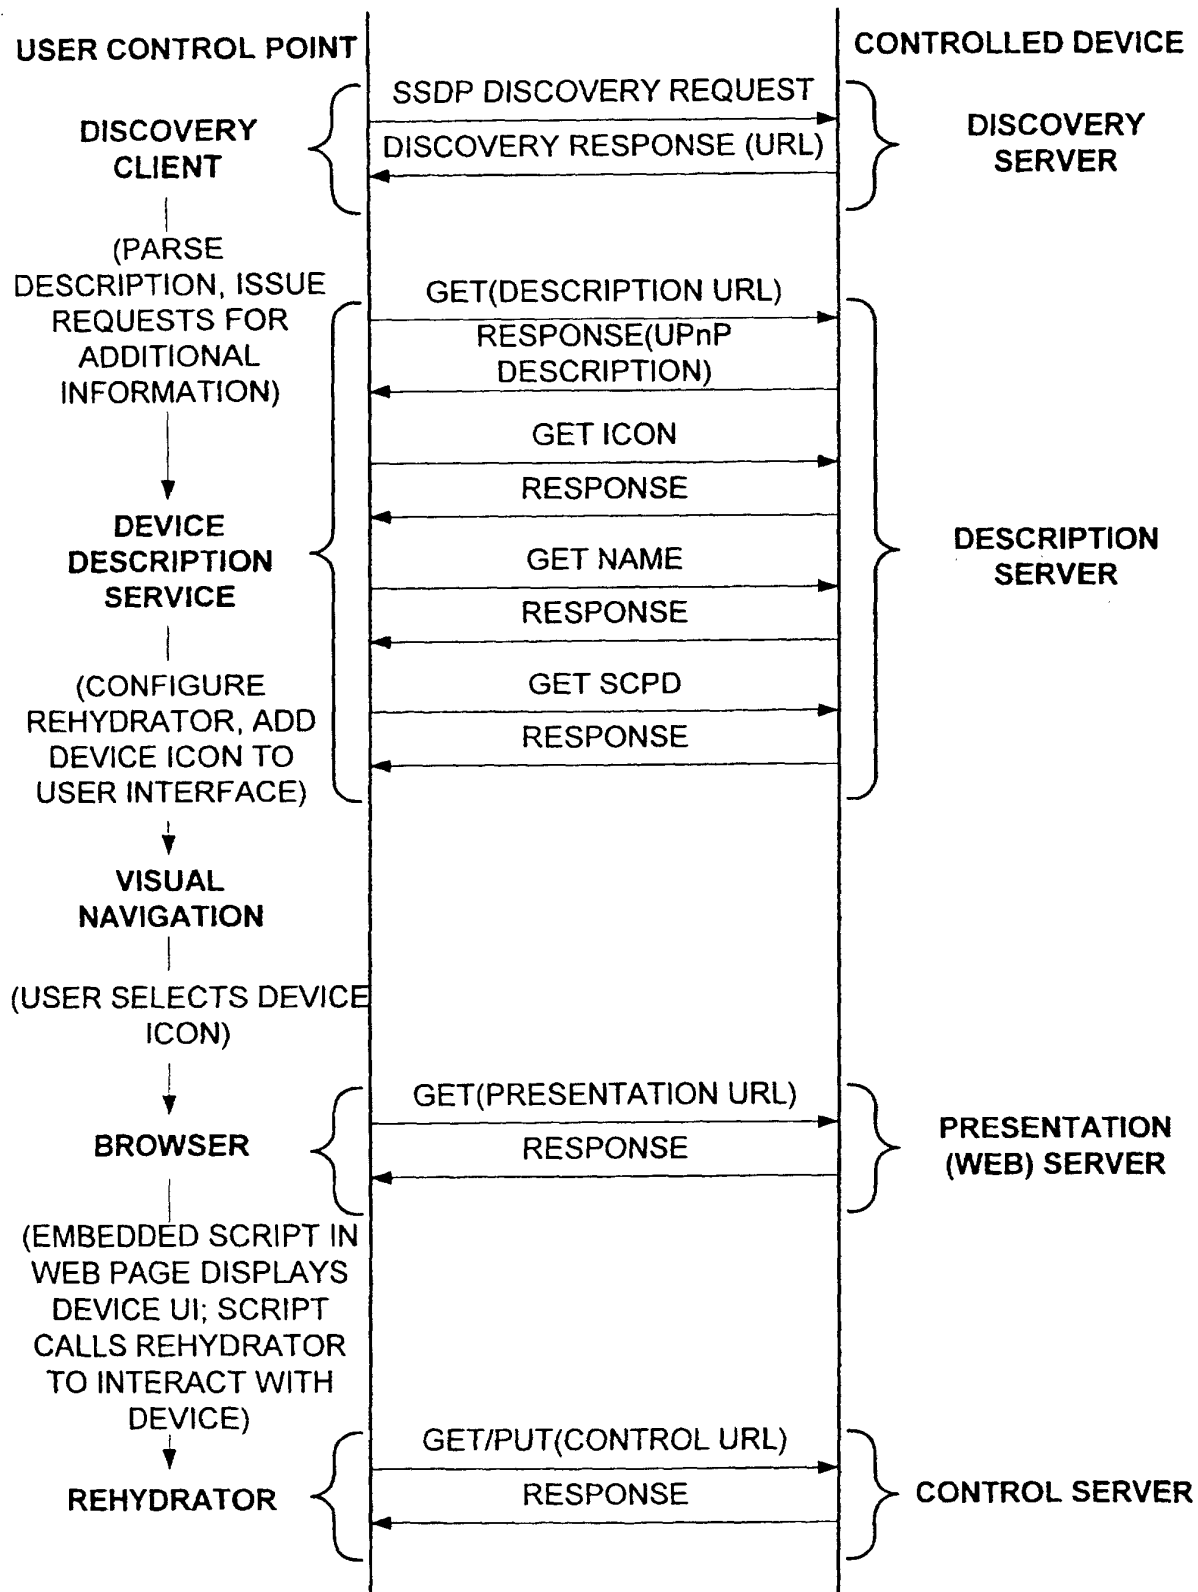 USER CONTROL POINT
CONTROLLED DEVICE
SSDP DISCOVERY REQUEST
DISCOVERY
CLIENT
DISCOVERY RESPONSE (URL)
DISCOVERY
SERVER
(PARSE
DESCRIPTION, ISSUE
REQUESTS FOR
ADDITIONAL
INFORMATION)
GET(DESCRIPTION URL)
RESPONSE(UPnP
DESCRIPTION)
GET ICON
RESPONSE
DEVICE
DESCRIPTION
SERVICE
GET NAME
RESPONSE
DESCRIPTION
SERVER
(CONFIGURE
REHYDRATOR, ADD
DEVICE ICON TO
USER INTERFACE)
GET SCPD
RESPONSE
VISUAL
NAVIGATION
(USER SELECTS DEVICE
ICON)
GET(PRESENTATION URL)
BROWSER
RESPONSE
PRESENTATION
(WEB) SERVER
(EMBEDDED SCRIPT IN
WEB PAGE DISPLAYS
DEVICE UI; SCRIPT
CALLS REHYDRATOR
TO INTERACT WITH
DEVICE)
GET/PUT(CONTROL URL)
REHYDRATOR
RESPONSE
CONTROL SERVER